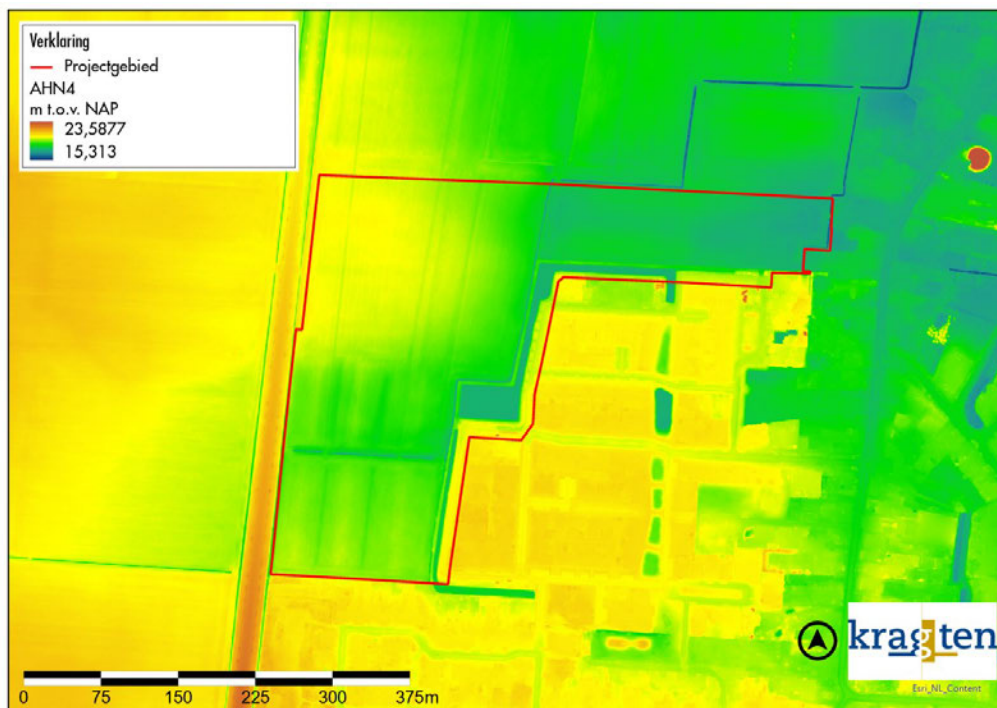 Verklaring
Projectgebied
AHN4
m t.o.v. NAP
23,5877
15,313
kragten
Esri_NL_Content
0 75 150 225 300 375m